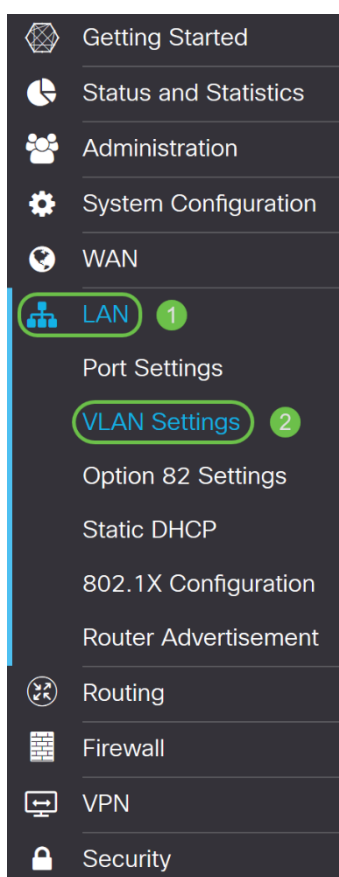 Getting Started
Status and Statistics
Administration
System Configuration
WAN
LAN 1
Port Settings
VLAN Settings 2
Option 82 Settings
Static DHCP
802.1X Configuration
Router Advertisement
Routing
Firewall
VPN
Security